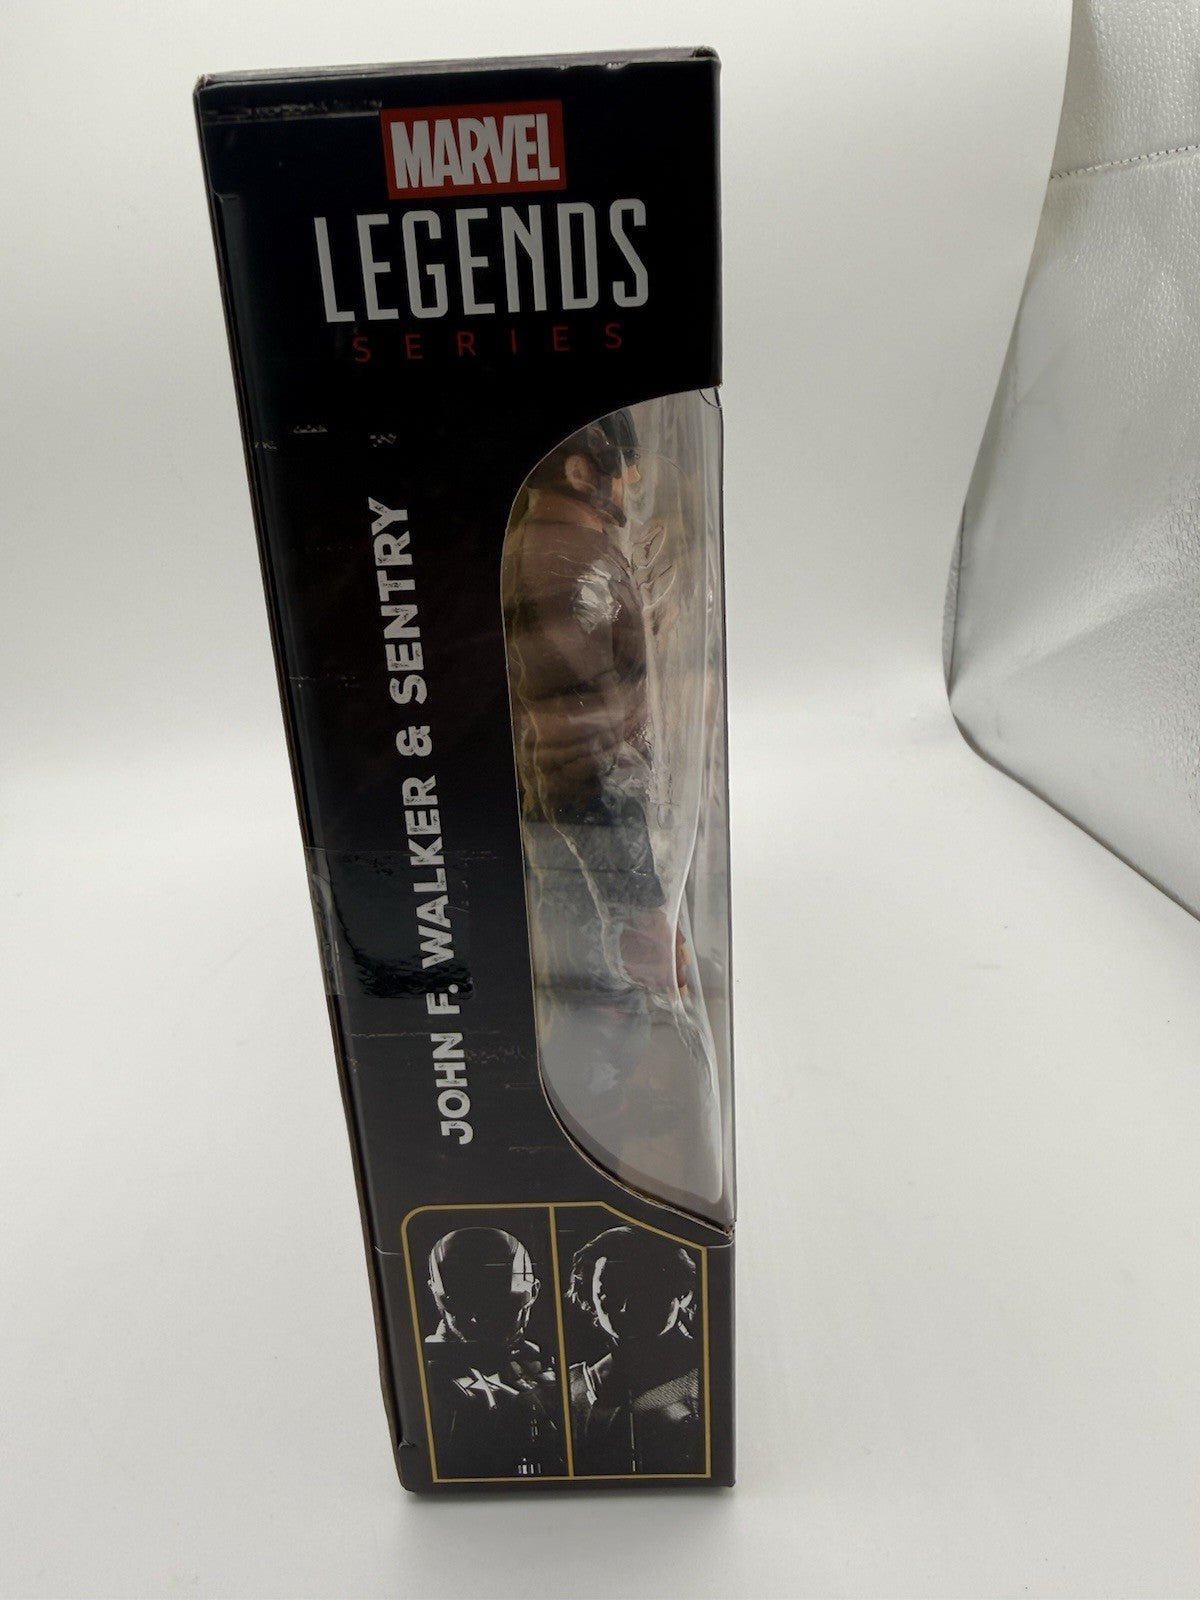 MARVEL
LEGENDS
SERIES
JOHN F. WALKER & SENTRY